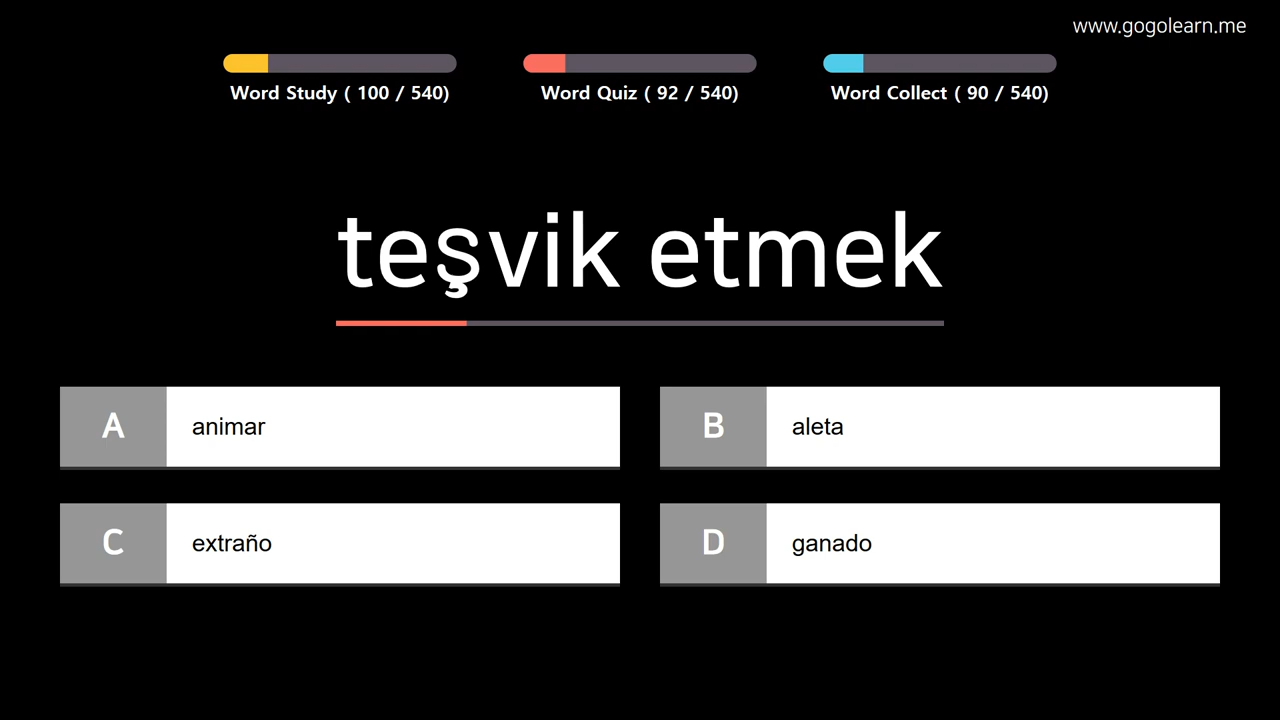 www.gogolearn.me
Word Study ( 100 / 540)
Word Quiz ( 92 / 540)
Word Collect ( 90 / 540)
teşvik etmek
A
animar
B
aleta
C
extraño
D
ganado